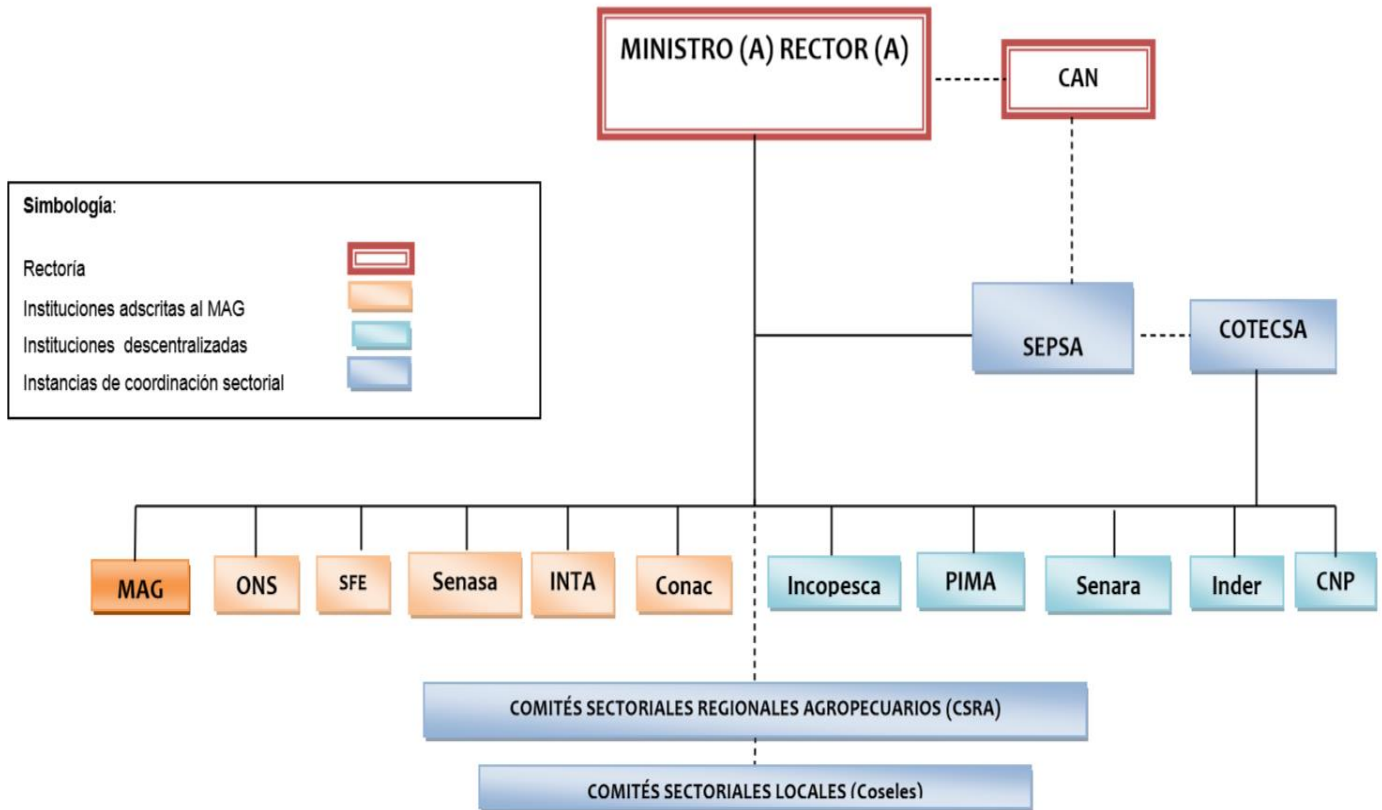 MINISTRO (A) RECTOR (A)
CAN
Simbología:
Rectoría
Instituciones adscritas al MAG
Instituciones descentralizadas
Instancias de coordinación sectorial
SEPSA
COTECSA
MAG
ONS
SFE
Senasa
INTA
Conac
Incopesca
PIMA
Senara
Inder
CNP
COMITÉS SECTORIALES REGIONALES AGROPECUARIOS (CSRA)
COMITÉS SECTORIALES LOCALES (Coseles)